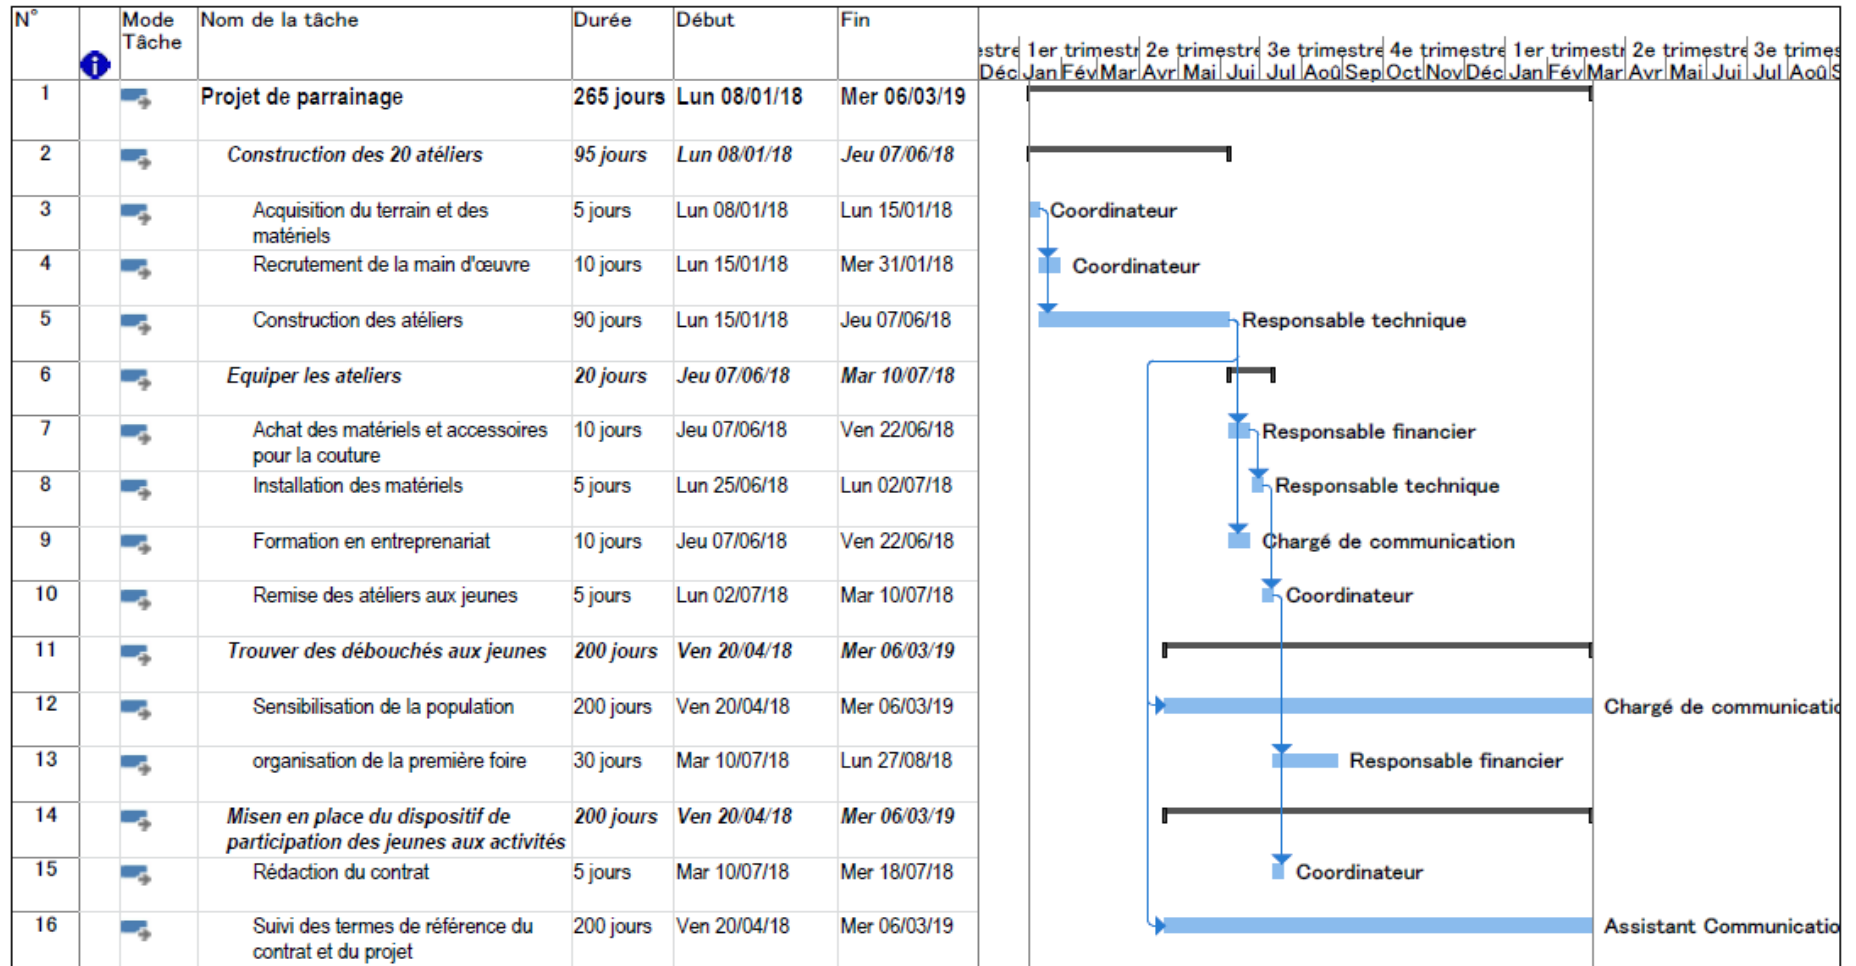 N° Mode Tâche Nom de la tâche Durée Début Fin
estre 1er trimestr 2e trimestre 3e trimestre 4e trimestre 1er trimestr 2e trimestre 3e trimes
Déc Jan Fév Mar Avr Mai Jui Jul Aoû Sep Oct Nov Déc Jan Fév Mar Avr Mai Jui Jul Aoû S
1 Projet de parrainage 265 jours Lun 08/01/18 Mer 06/03/19
2 Construction des 20 atéliers 95 jours Lun 08/01/18 Jeu 07/06/18
3 Acquisition du terrain et des 5 jours Lun 08/01/18 Lun 15/01/18 Coordinateur
matériels
4 Recrutement de la main d'œuvre 10 jours Lun 15/01/18 Mer 31/01/18 Coordinateur
5 Construction des atéliers 90 jours Lun 15/01/18 Jeu 07/06/18 Responsable technique
6 Equiper les ateliers 20 jours Jeu 07/06/18 Mar 10/07/18
7 Achat des matériels et accessoires 10 jours Jeu 07/06/18 Ven 22/06/18 Responsable financier
pour la couture
8 Installation des matériels 5 jours Lun 25/06/18 Lun 02/07/18 Responsable technique
9 Formation en entreprenariat 10 jours Jeu 07/06/18 Ven 22/06/18 Chargé de communication
10 Remise des atéliers aux jeunes 5 jours Lun 02/07/18 Mar 10/07/18 Coordinateur
11 Trouver des débouchés aux jeunes 200 jours Ven 20/04/18 Mer 06/03/19
12 Sensibilisation de la population 200 jours Ven 20/04/18 Mer 06/03/19 Chargé de communicatio
13 organisation de la première foire 30 jours Mar 10/07/18 Lun 27/08/18 Responsable financier
14 Misen en place du dispositif de 200 jours Ven 20/04/18 Mer 06/03/19
participation des jeunes aux activités
15 Rédaction du contrat 5 jours Mar 10/07/18 Mer 18/07/18 Coordinateur
16 Suivi des termes de référence du 200 jours Ven 20/04/18 Mer 06/03/19 Assistant Communicatio
contrat et du projet